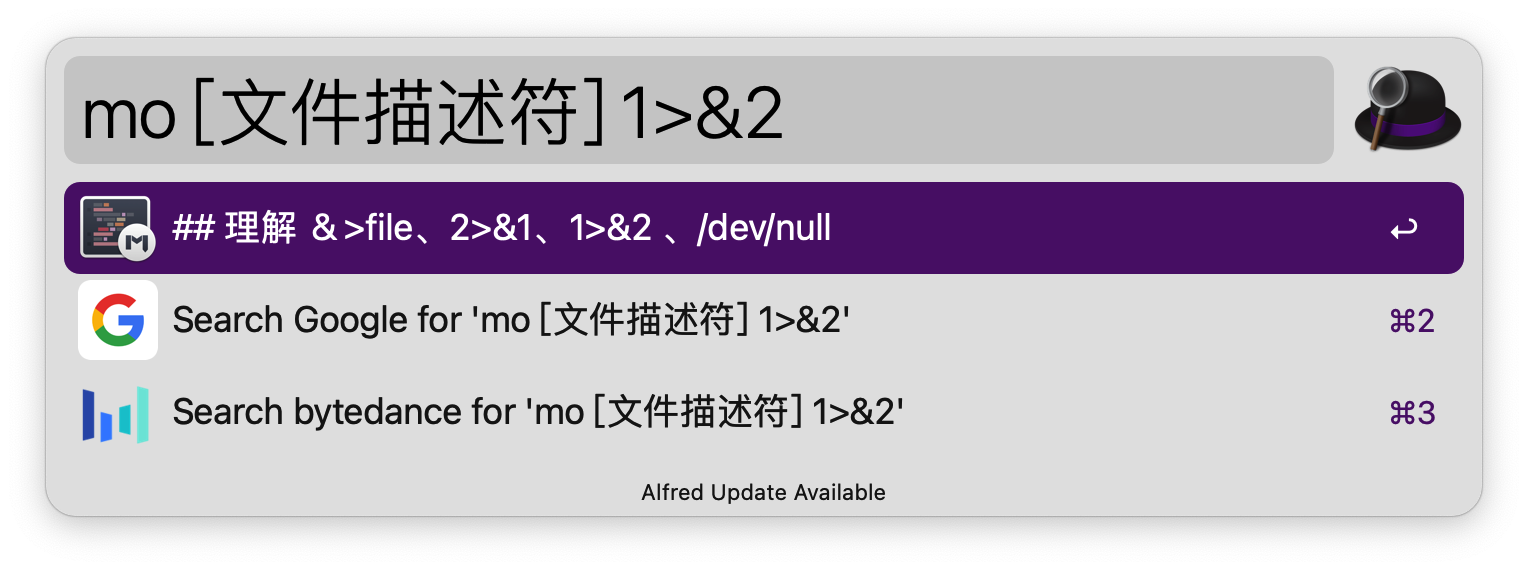 mo [文件描述符] 1>&2
## 理解 ＆>file、2>&1、1>&2 、/dev/null
Search Google for 'mo [文件描述符] 1>&2'
⌘2
Search bytedance for 'mo [文件描述符] 1>&2'
⌘3
Alfred Update Available